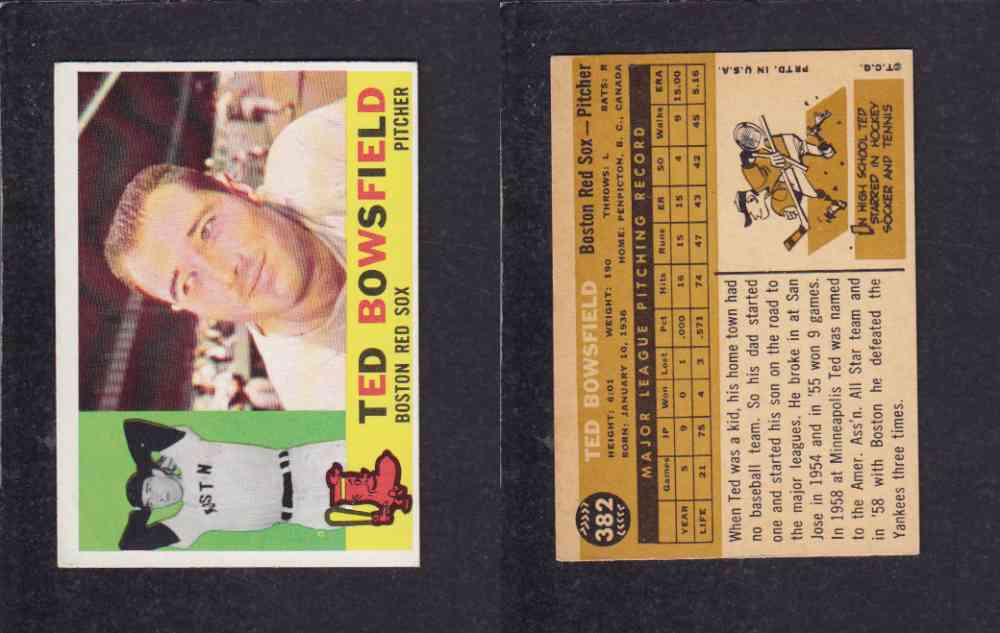 TED BOWSFIELD
BOSTON RED SOX PITCHER
STN
382
TED BOWSFIELD Boston Red Sox — Pitcher
HEIGHT: 6:01 WEIGHT: 190 THROWS: L BATS: R
BORN: JANUARY 10, 1936 HOME: PENPICTON, B. C., CANADA
MAJOR LEAGUE PITCHING RECORD
Games IP Won Lost Pct Hits Runs ER SO Walks ERA
YEAR 5 9 0 1 .000 16 15 15 4 9 15.00
LIFE 21 75 4 3 .571 74 47 43 42 45 5.16
When Ted was a kid, his home town had
no baseball team. So his dad started
one and started his son on the road to
the major leagues. He broke in at San
Jose in 1954 and in '55 won 9 games.
In 1958 at Minneapolis Ted was named
to the Amer. Ass'n. All Star team and
in '58 with Boston he defeated the
Yankees three times.
IN HIGH SCHOOL TED
STARRED IN HOCKEY
SOCKER AND TENNIS
©T.C.G. PRTD. IN U.S.A.